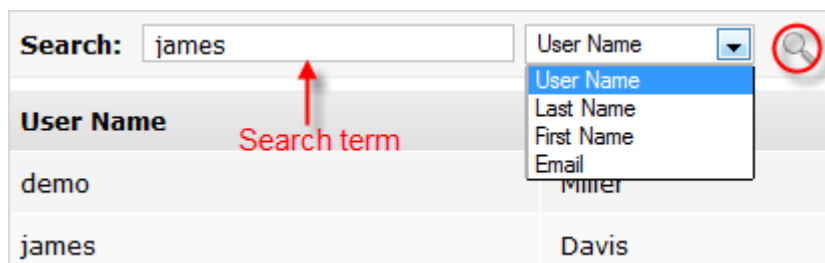 Search: james User Name
User Name
Last Name
User Name First Name
Search term
Email
demo Miller
james Davis